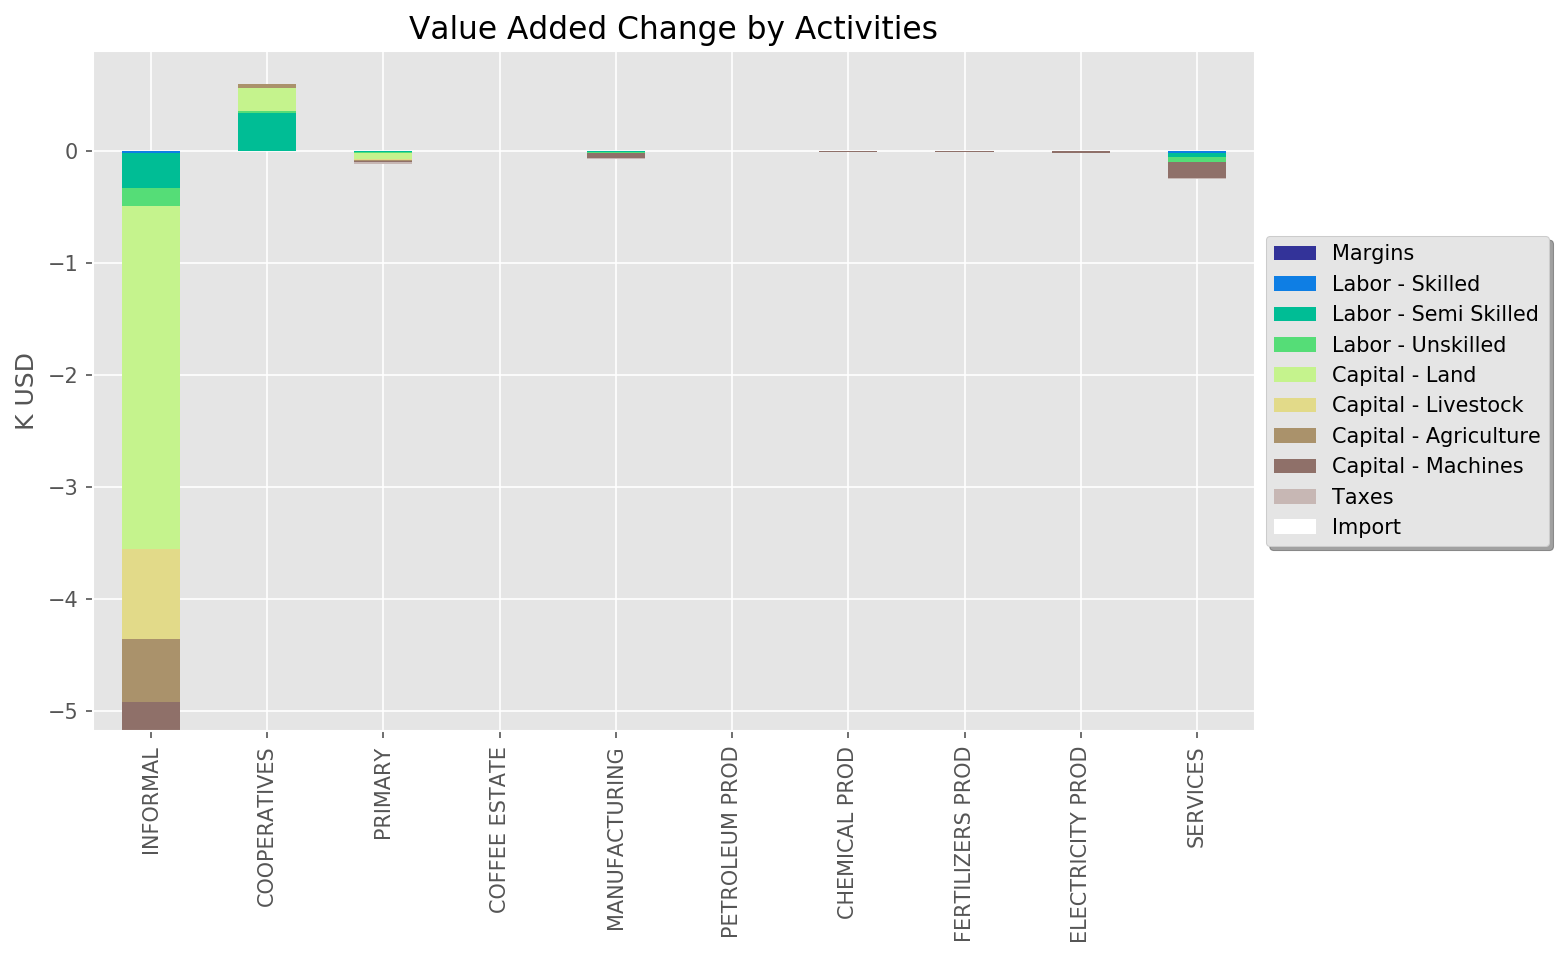 Value Added Change by Activities
K USD
0
−1
−2
−3
−4
−5
INFORMAL
COOPERATIVES
PRIMARY
COFFEE ESTATE
MANUFACTURING
PETROLEUM PROD
CHEMICAL PROD
FERTILIZERS PROD
ELECTRICITY PROD
SERVICES
Margins
Labor - Skilled
Labor - Semi Skilled
Labor - Unskilled
Capital - Land
Capital - Livestock
Capital - Agriculture
Capital - Machines
Taxes
Import